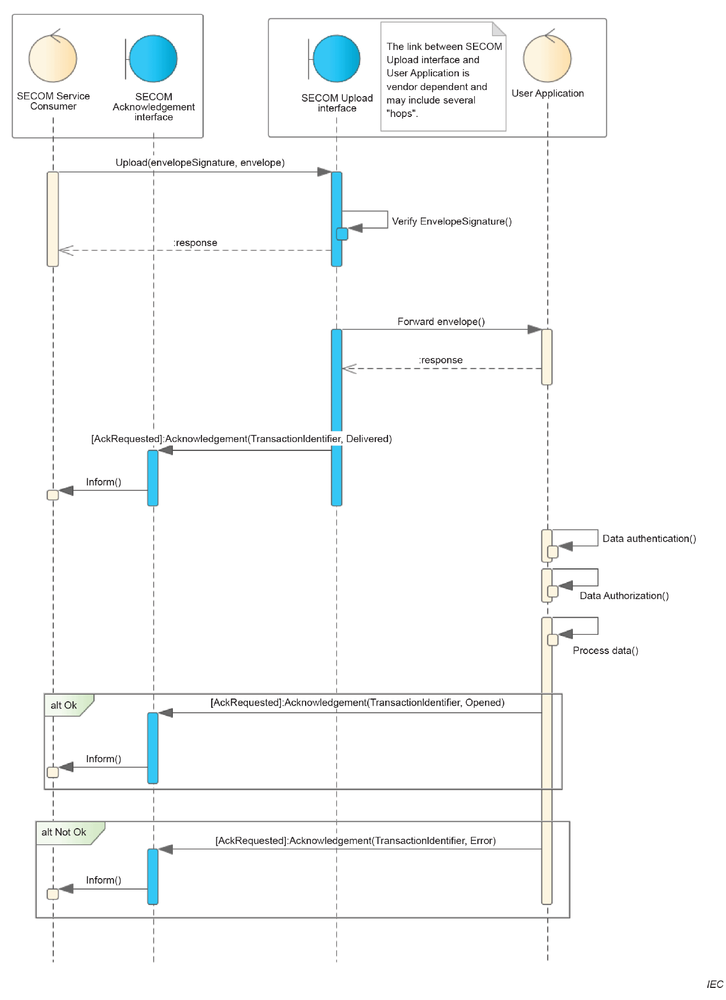 SECOM Service
Consumer
SECOM
Acknowledgement
interface
SECOM Upload
interface
The link between SECOM
Upload interface and
User Application is
vendor dependent and
may include several
"hops".
User Application
Upload(envelopeSignature, envelope)
Verify EnvelopeSignature()
:response
Forward envelope()
:response
[AckRequested]:Acknowledgement(TransactionIdentifier, Delivered)
Inform()
Data authentication()
Data Authorization()
Process data()
alt Ok
[AckRequested]:Acknowledgement(TransactionIdentifier, Opened)
Inform()
alt Not Ok
[AckRequested]:Acknowledgement(TransactionIdentifier, Error)
Inform()
IEC